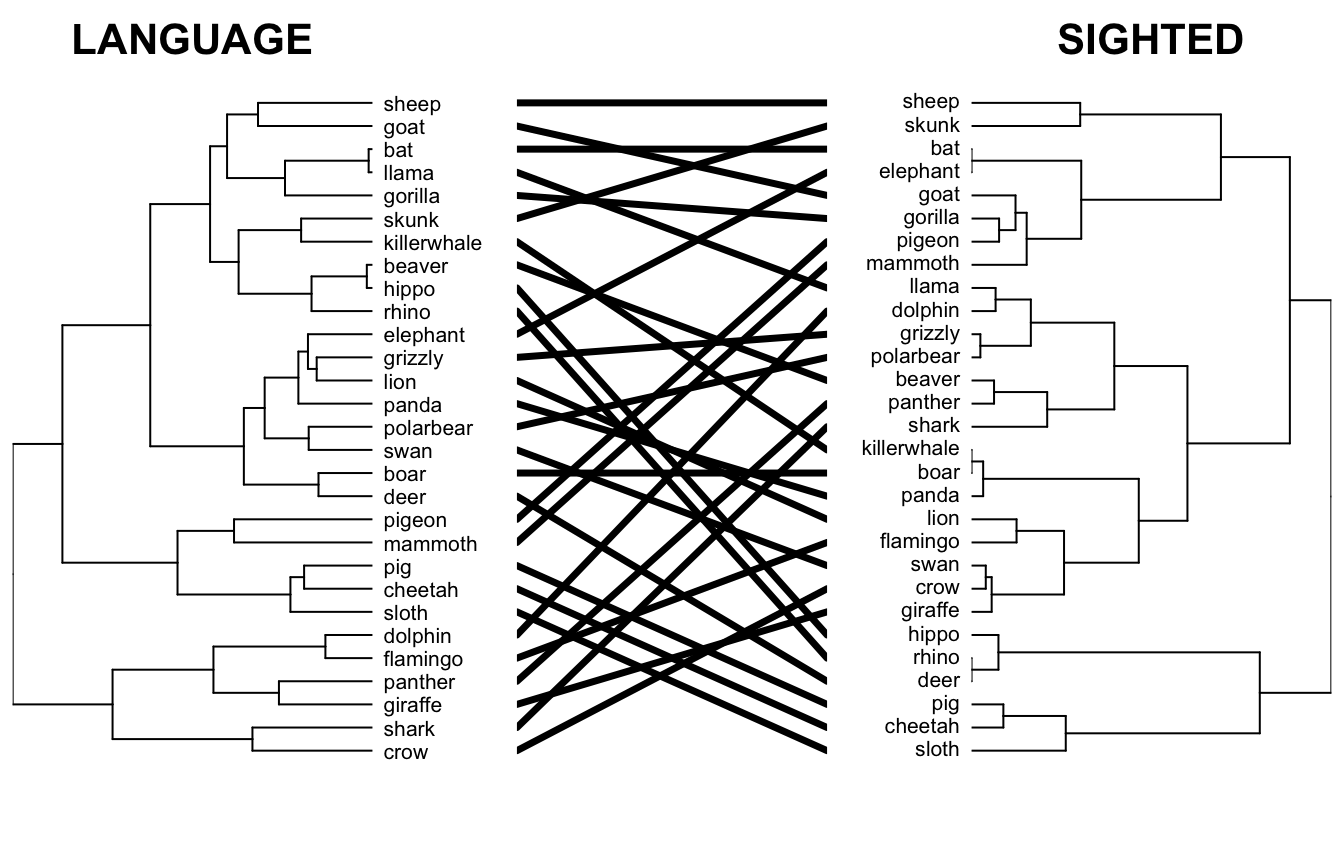 LANGUAGE
SIGHTED
sheep
goat
bat
llama
gorilla
skunk
killerwhale
beaver
hippo
rhino
elephant
grizzly
lion
panda
polarbear
swan
boar
deer
pigeon
mammoth
pig
cheetah
sloth
dolphin
flamingo
panther
giraffe
shark
crow
sheep
skunk
bat
elephant
goat
gorilla
pigeon
mammoth
llama
dolphin
grizzly
polarbear
beaver
panther
shark
killerwhale
boar
panda
lion
flamingo
swan
crow
giraffe
hippo
rhino
deer
pig
cheetah
sloth